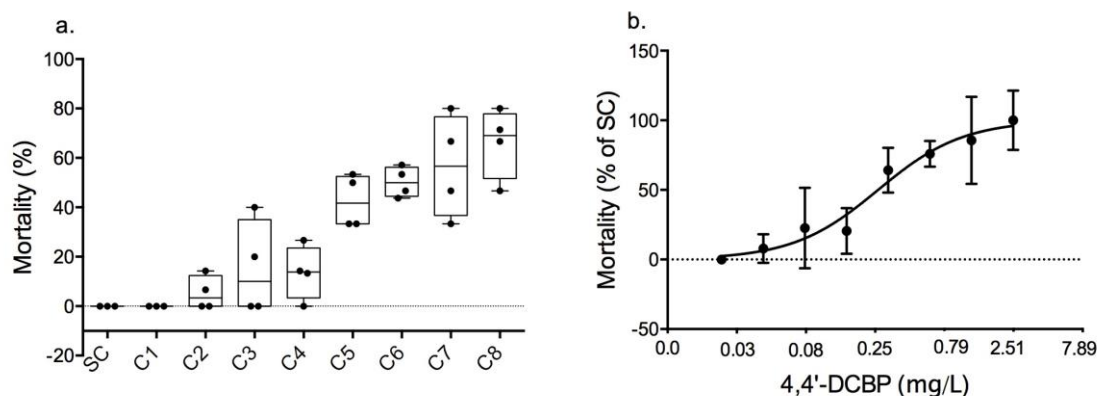 a.
100
80
60
40
20
0
-20
Mortality (%)
SC C1 C2 C3 C4 C5 C6 C7 C8
b.
150
100
50
0
-50
Mortality (% of SC)
0.0 0.03 0.08 0.25 0.79 2.51 7.89
4,4'-DCBP (mg/L)